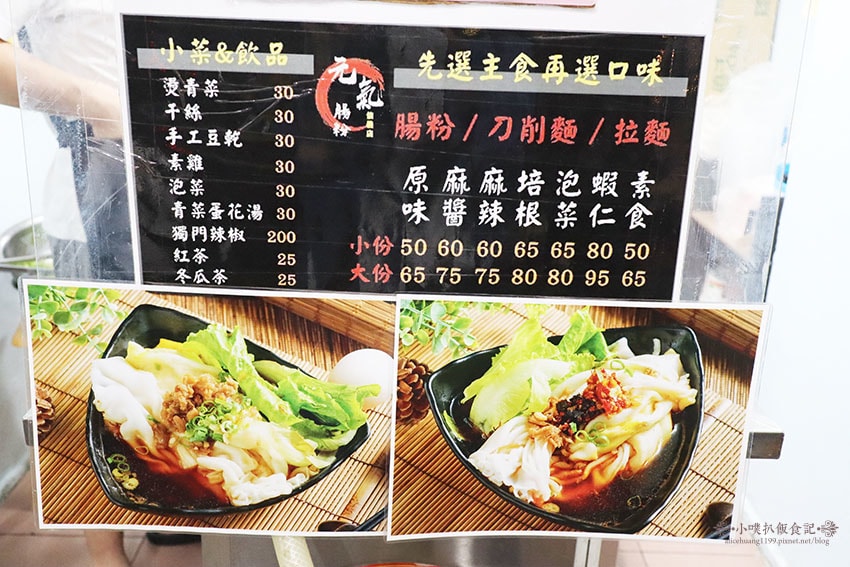 小菜&飲品
燙青菜 30
干絲 30
手工豆乾 30
素雞 30
泡菜 30
青菜蛋花湯 30
獨門辣椒 200
紅茶 25
冬瓜茶 25
元氣
腸粉
先選主食再選口味
腸粉/刀削麵/拉麵
原味 麻醬 麻辣 培根 泡菜 蝦仁 素食
小份 50 60 60 65 65 80 50
大份 65 75 75 80 80 95 65
小噗扒飯食記
nicehuang1199.pixnet.net/blog